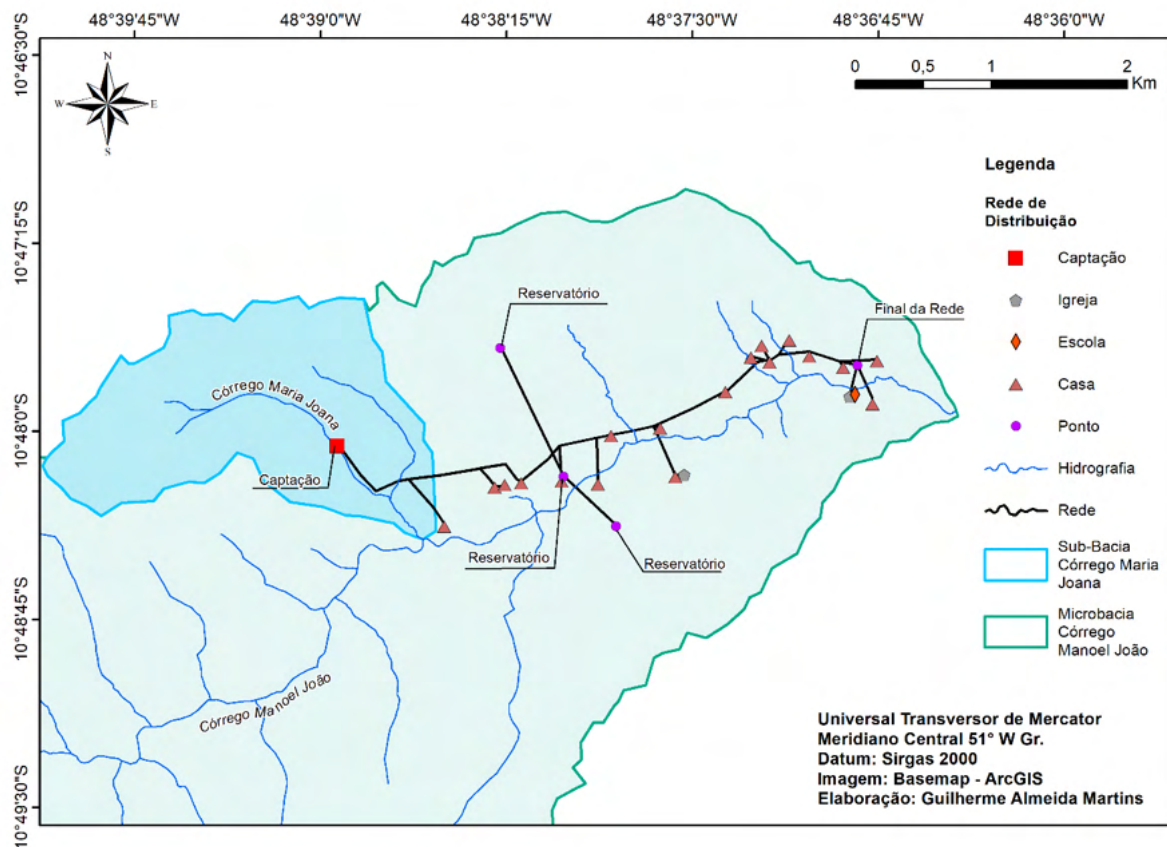 48°39'45"W
48°39'0"W
48°38'15"W
48°37'30"W
48°36'45"W
48°36'0"W
10°46'30"S
10°47'15"S
10°48'0"S
10°48'45"S
10°49'30"S
N
W
E
S
0
0,5
1
2
Km
Reservatório
Final da Rede
Córrego Maria Joana
Captação
Reservatório
Reservatório
Córrego Manoel João
Legenda
Rede de
Distribuição
Captação
Igreja
Escola
Casa
Ponto
Hidrografia
Rede
Sub-Bacia
Córrego Maria
Joana
Microbacia
Córrego
Manoel João
Universal Transversor de Mercator
Meridiano Central 51° W Gr.
Datum: Sirgas 2000
Imagem: Basemap - ArcGIS
Elaboração: Guilherme Almeida Martins